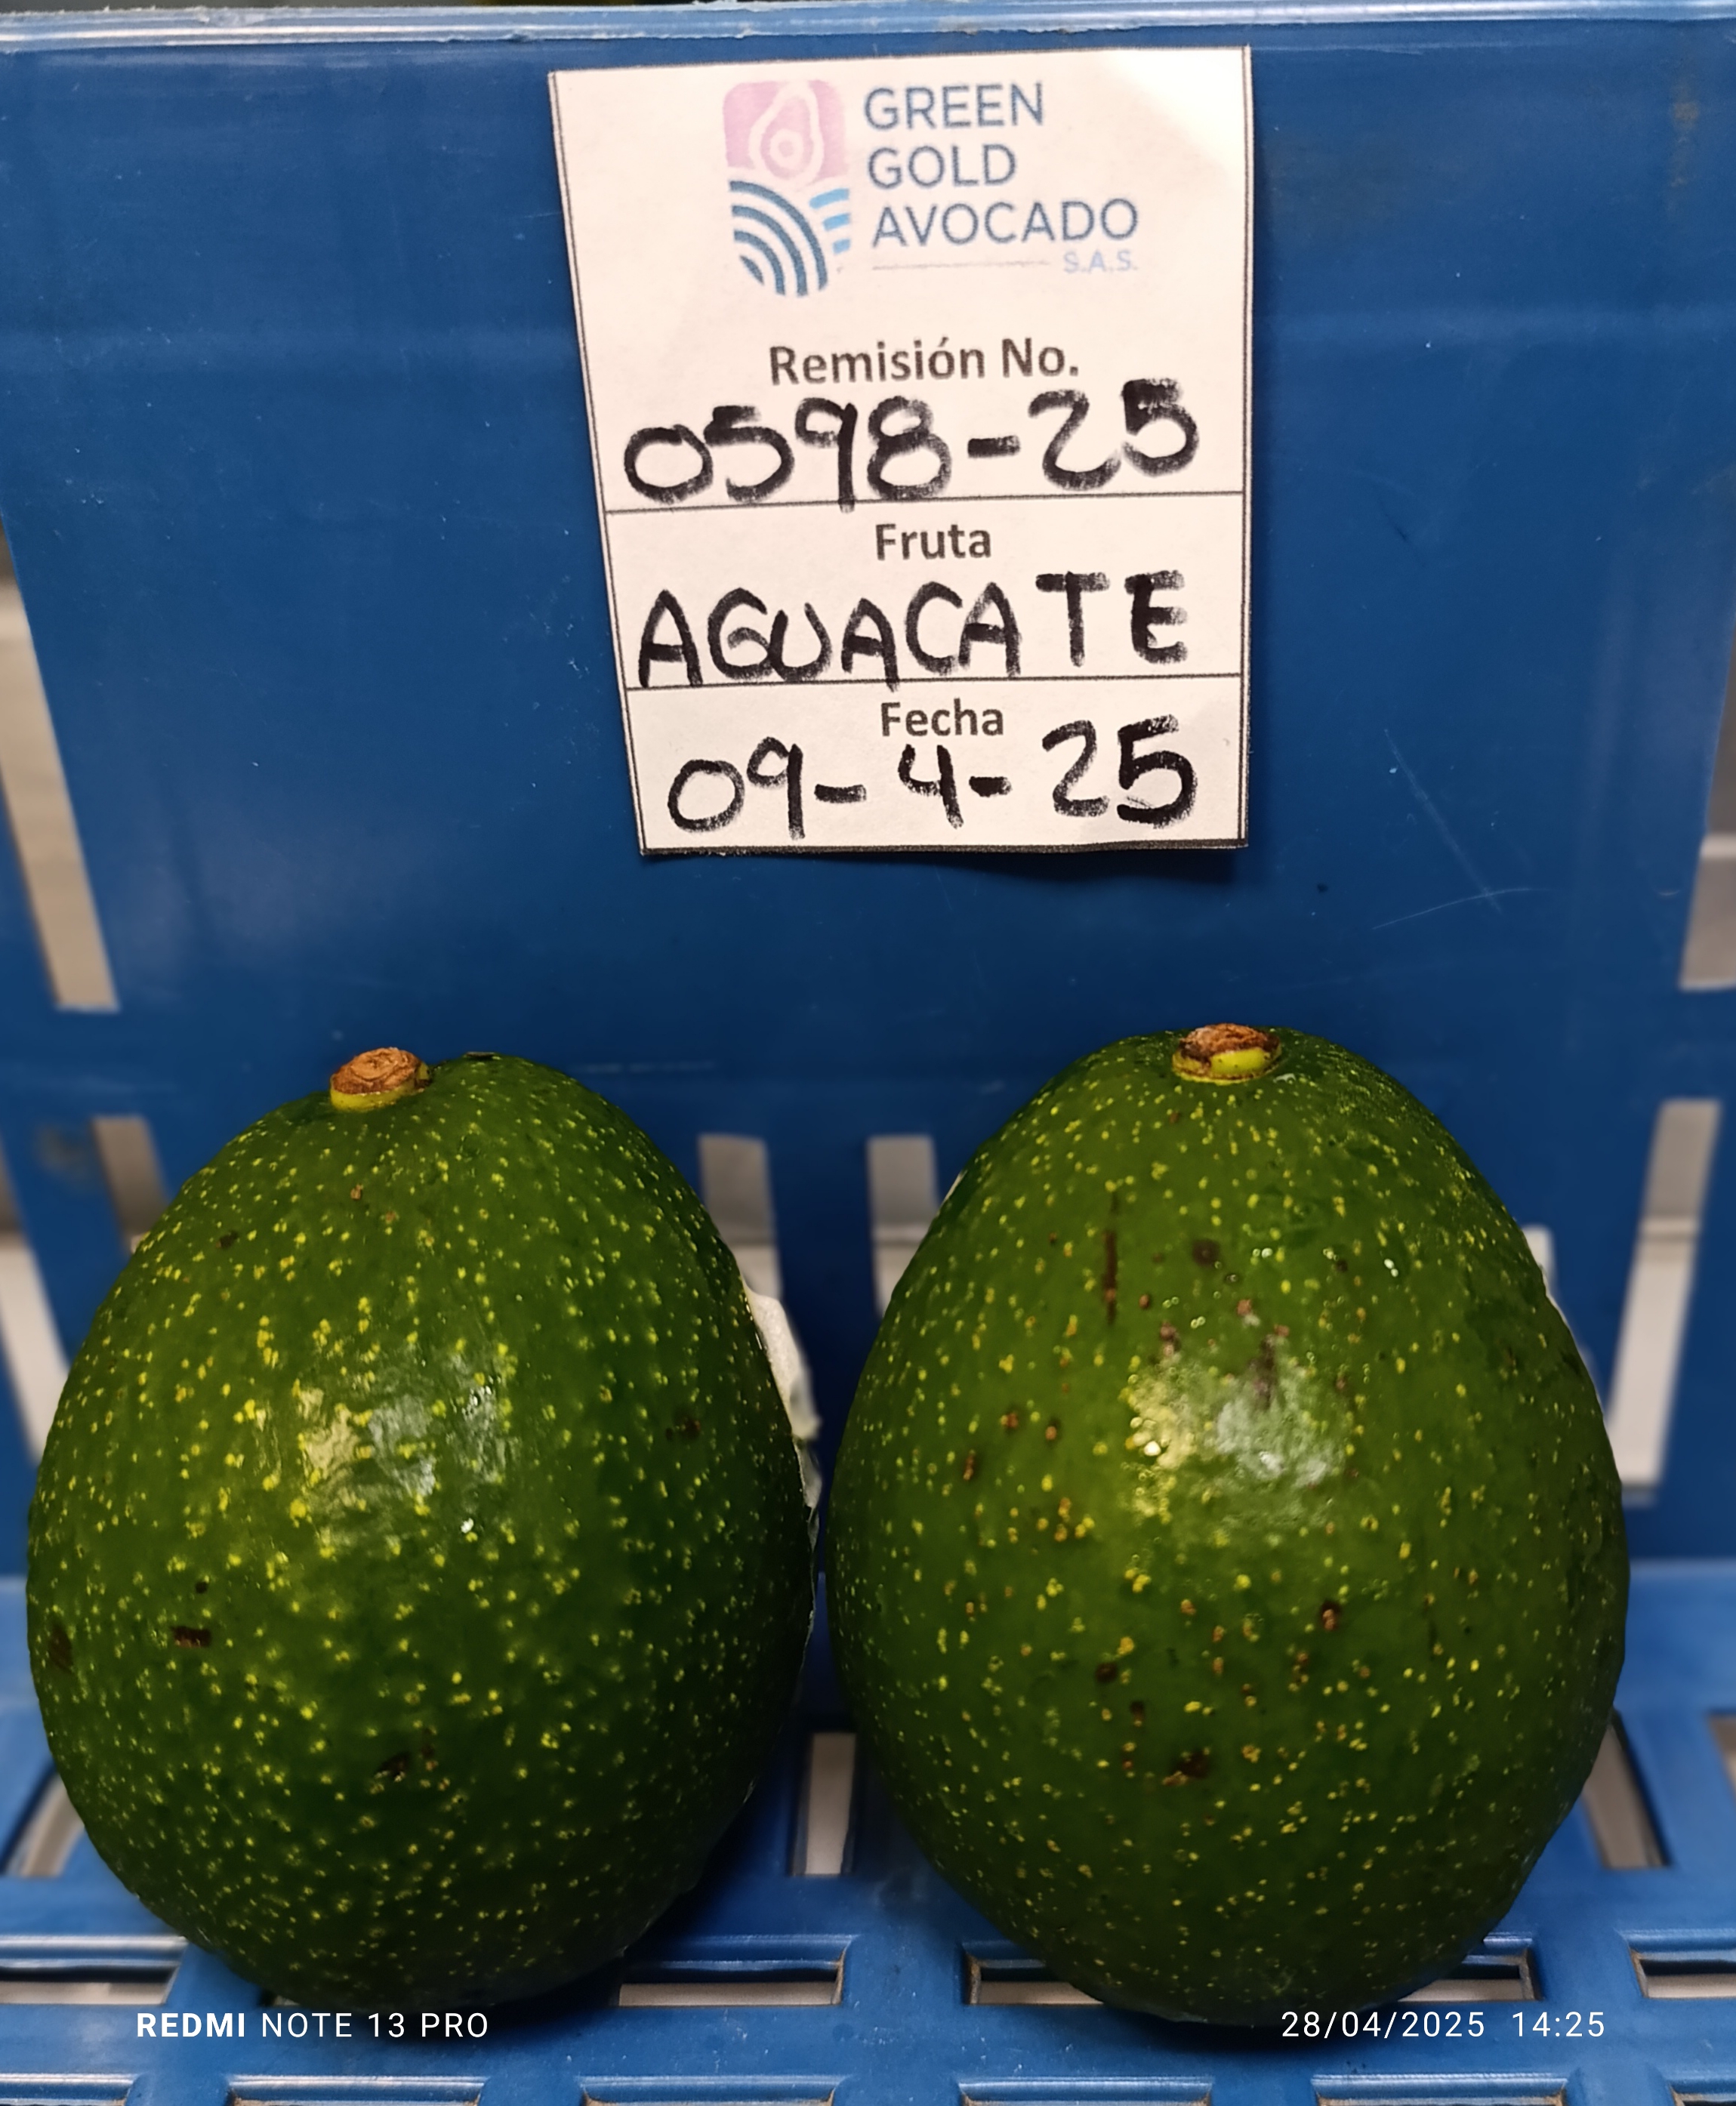 GREEN
GOLD
AVOCADO
S.A.S.
Remisión No.
0598-25
Fruta
AGUACATE
Fecha
09-4-25
REDMI NOTE 13 PRO
28/04/2025 14:25